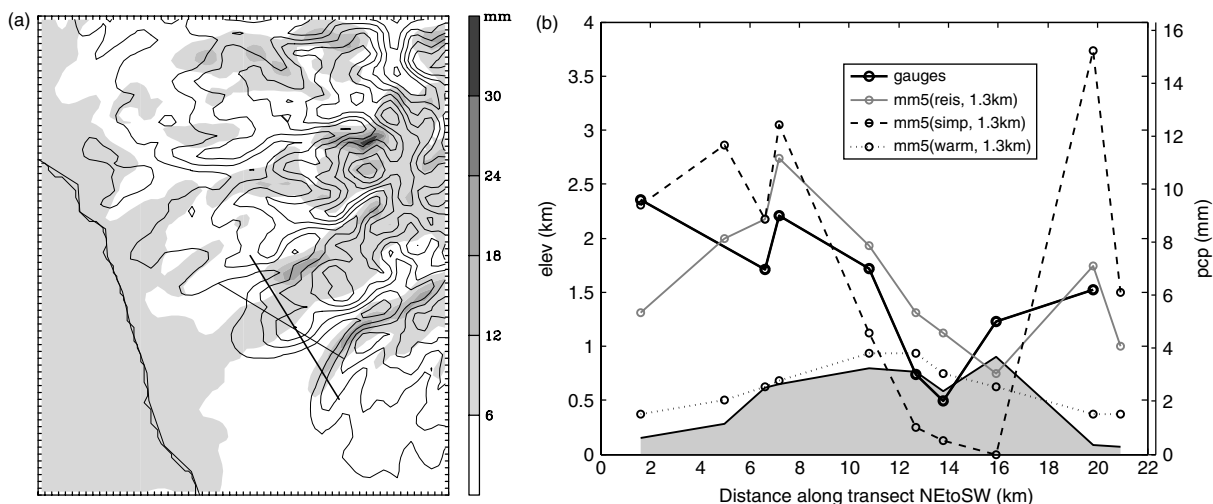 (a)
mm
30
24
18
12
6
(b)
4
3.5
3
2.5
2
1.5
1
0.5
0
elev (km)
gauges
mm5(reis, 1.3km)
mm5(simp, 1.3km)
mm5(warm, 1.3km)
16
14
12
10
8
6
4
2
0
pcp (mm)
0 2 4 6 8 10 12 14 16 18 20 22
Distance along transect NEtoSW (km)